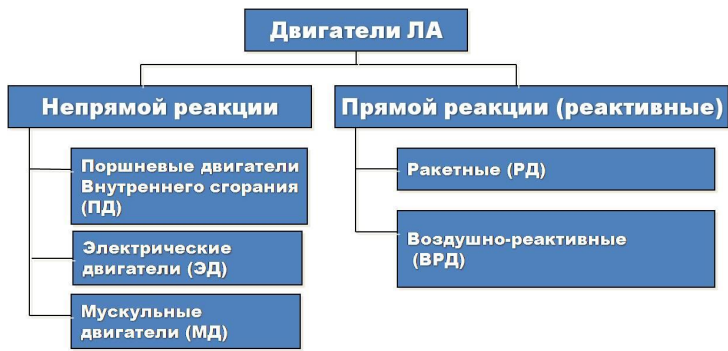 Двигатели ЛА
Непрямой реакции
Прямой реакции (реактивные)
Поршневые двигатели
Внутреннего сгорания
(ПД)
Электрические
двигатели (ЭД)
Мускульные
двигатели (МД)
Ракетные (РД)
Воздушно-реактивные
(ВРД)